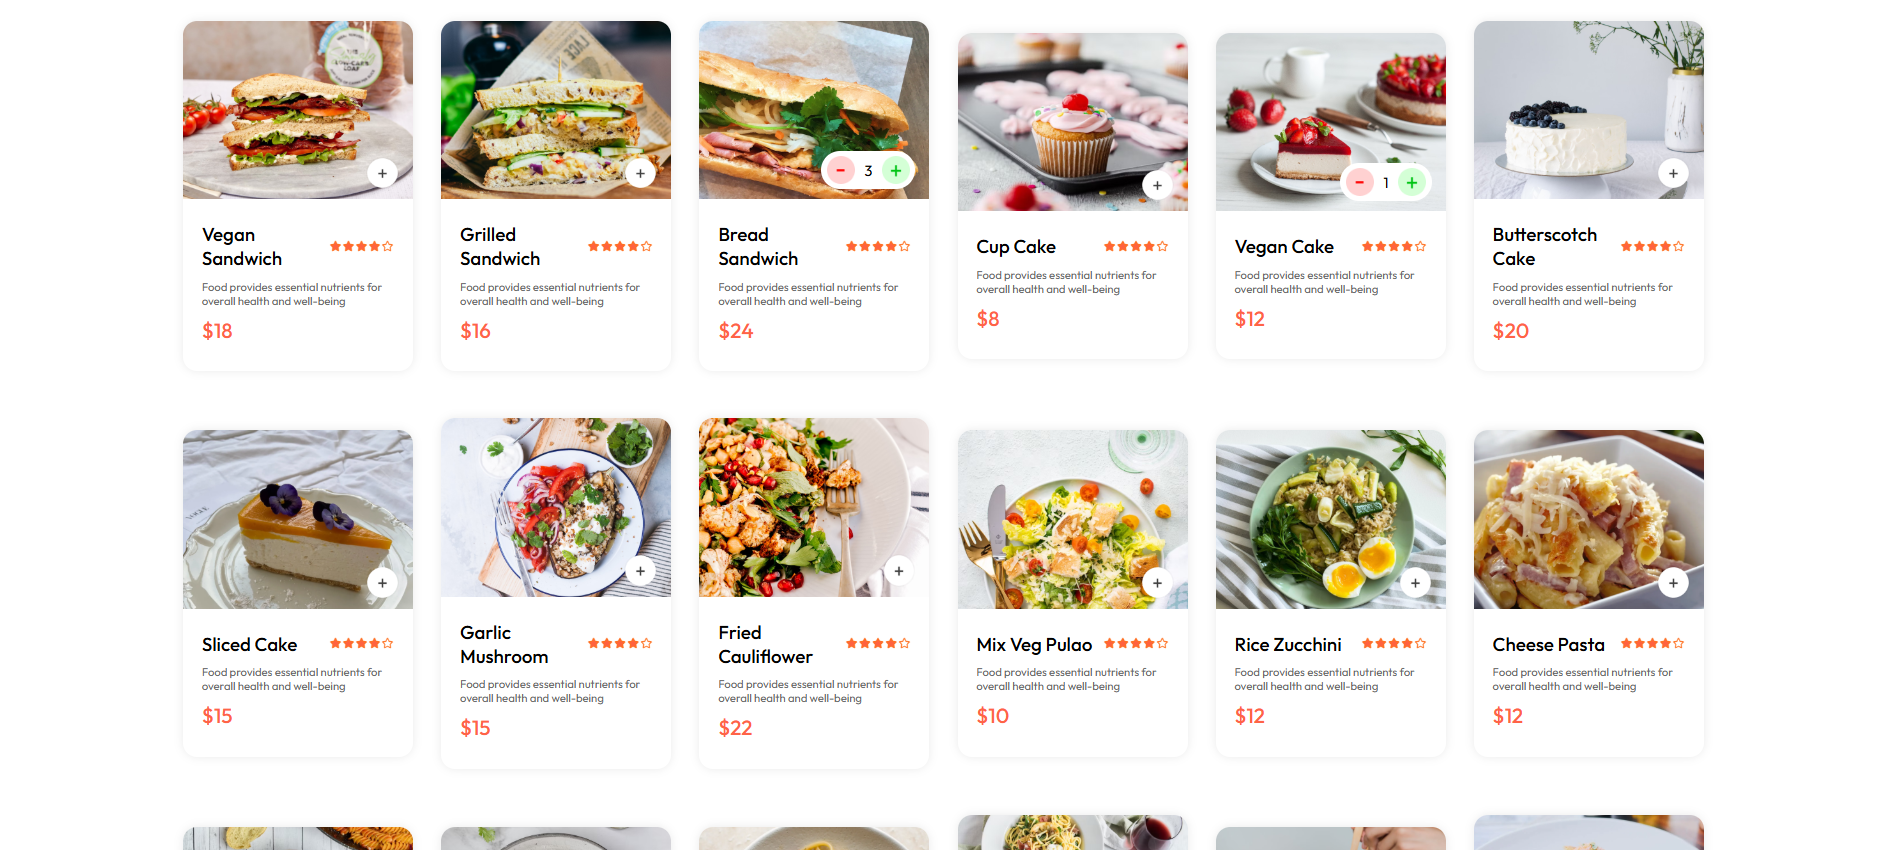 3
1
Vegan
Sandwich
Food provides essential nutrients for
overall health and well-being
$18
Grilled
Sandwich
Food provides essential nutrients for
overall health and well-being
$16
Bread
Sandwich
Food provides essential nutrients for
overall health and well-being
$24
Cup Cake
Food provides essential nutrients for
overall health and well-being
$8
Vegan Cake
Food provides essential nutrients for
overall health and well-being
$12
Butterscotch
Cake
Food provides essential nutrients for
overall health and well-being
$20
Sliced Cake
Food provides essential nutrients for
overall health and well-being
$15
Garlic
Mushroom
Food provides essential nutrients for
overall health and well-being
$15
Fried
Cauliflower
Food provides essential nutrients for
overall health and well-being
$22
Mix Veg Pulao
Food provides essential nutrients for
overall health and well-being
$10
Rice Zucchini
Food provides essential nutrients for
overall health and well-being
$12
Cheese Pasta
Food provides essential nutrients for
overall health and well-being
$12